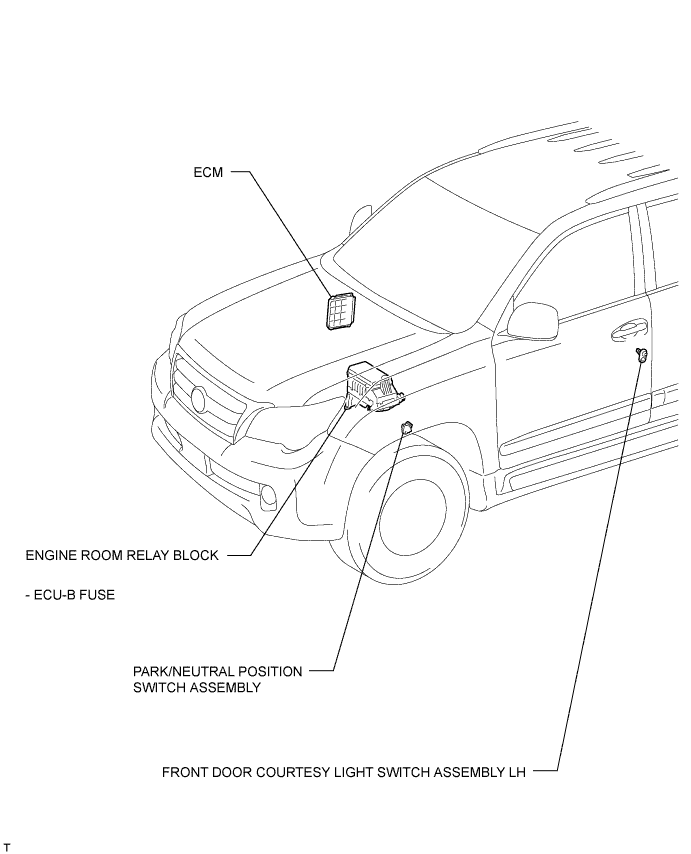 ECM
ENGINE ROOM RELAY BLOCK
- ECU-B FUSE
PARK/NEUTRAL POSITION
SWITCH ASSEMBLY
FRONT DOOR COURTESY LIGHT SWITCH ASSEMBLY LH
T